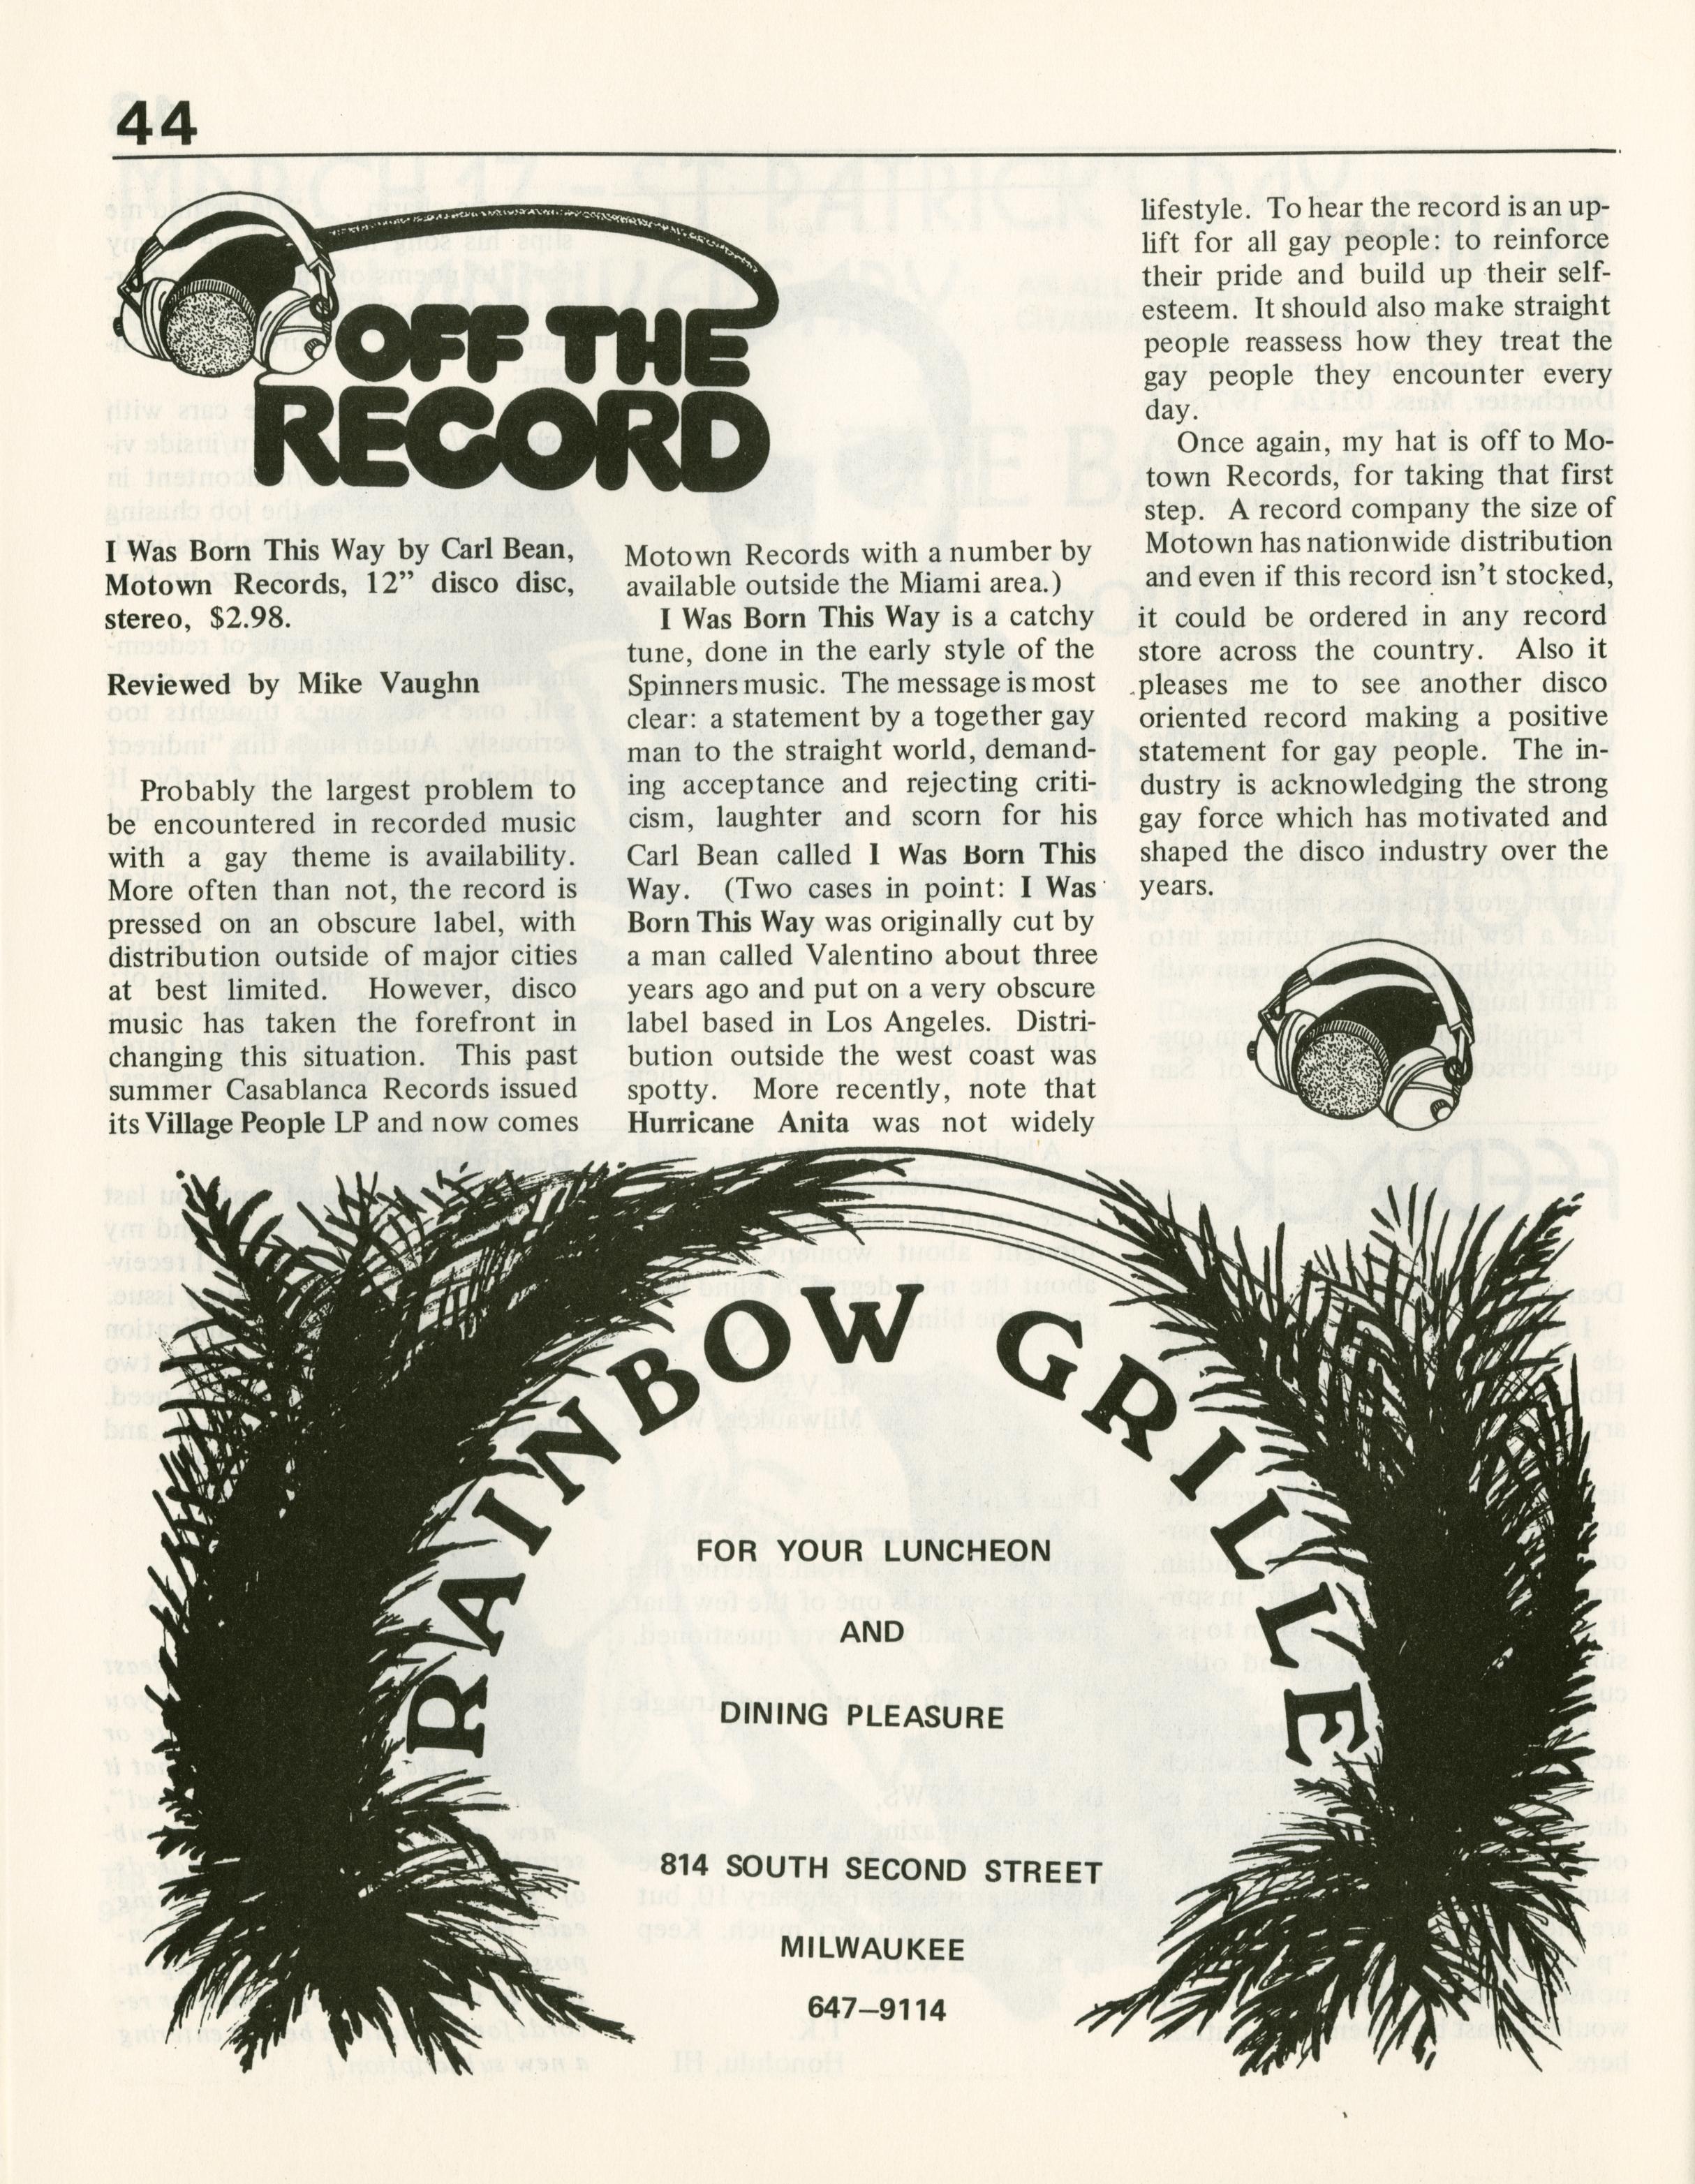 44
OFF THE
RECORD
I Was Born This Way by Carl Bean,
Motown Records, 12” disco disc,
stereo, $2.98.
Reviewed by Mike Vaughn
Probably the largest problem to
be encountered in recorded music
with a gay theme is availability.
More often than not, the record is
pressed on an obscure label, with
distribution outside of major cities
at best limited. However, disco
music has taken the forefront in
changing this situation. This past
summer Casablanca Records issued
its Village People LP and now comes
Motown Records with a number by
available outside the Miami area.)
I Was Born This Way is a catchy
tune, done in the early style of the
Spinners music. The message is most
clear: a statement by a together gay
man to the straight world, demand-
ing acceptance and rejecting criti-
cism, laughter and scorn for his
Carl Bean called I Was Born This
Way. (Two cases in point: I Was
Born This Way was originally cut by
a man called Valentino about three
years ago and put on a very obscure
label based in Los Angeles. Distri-
bution outside the west coast was
spotty. More recently, note that
Hurricane Anita was not widely
lifestyle. To hear the record is an up-
lift for all gay people: to reinforce
their pride and build up their self-
esteem. It should also make straight
people reassess how they treat the
gay people they encounter every
day.
Once again, my hat is off to Mo-
town Records, for taking that first
step. A record company the size of
Motown has nationwide distribution
and even if this record isn't stocked,
it could be ordered in any record
store across the country. Also it
pleases me to see another disco
oriented record making a positive
statement for gay people. The in-
dustry is acknowledging the strong
gay force which has motivated and
shaped the disco industry over the
years.
RAINBOW GRILLE
FOR YOUR LUNCHEON
AND
DINING PLEASURE
814 SOUTH SECOND STREET
MILWAUKEE
647–9114